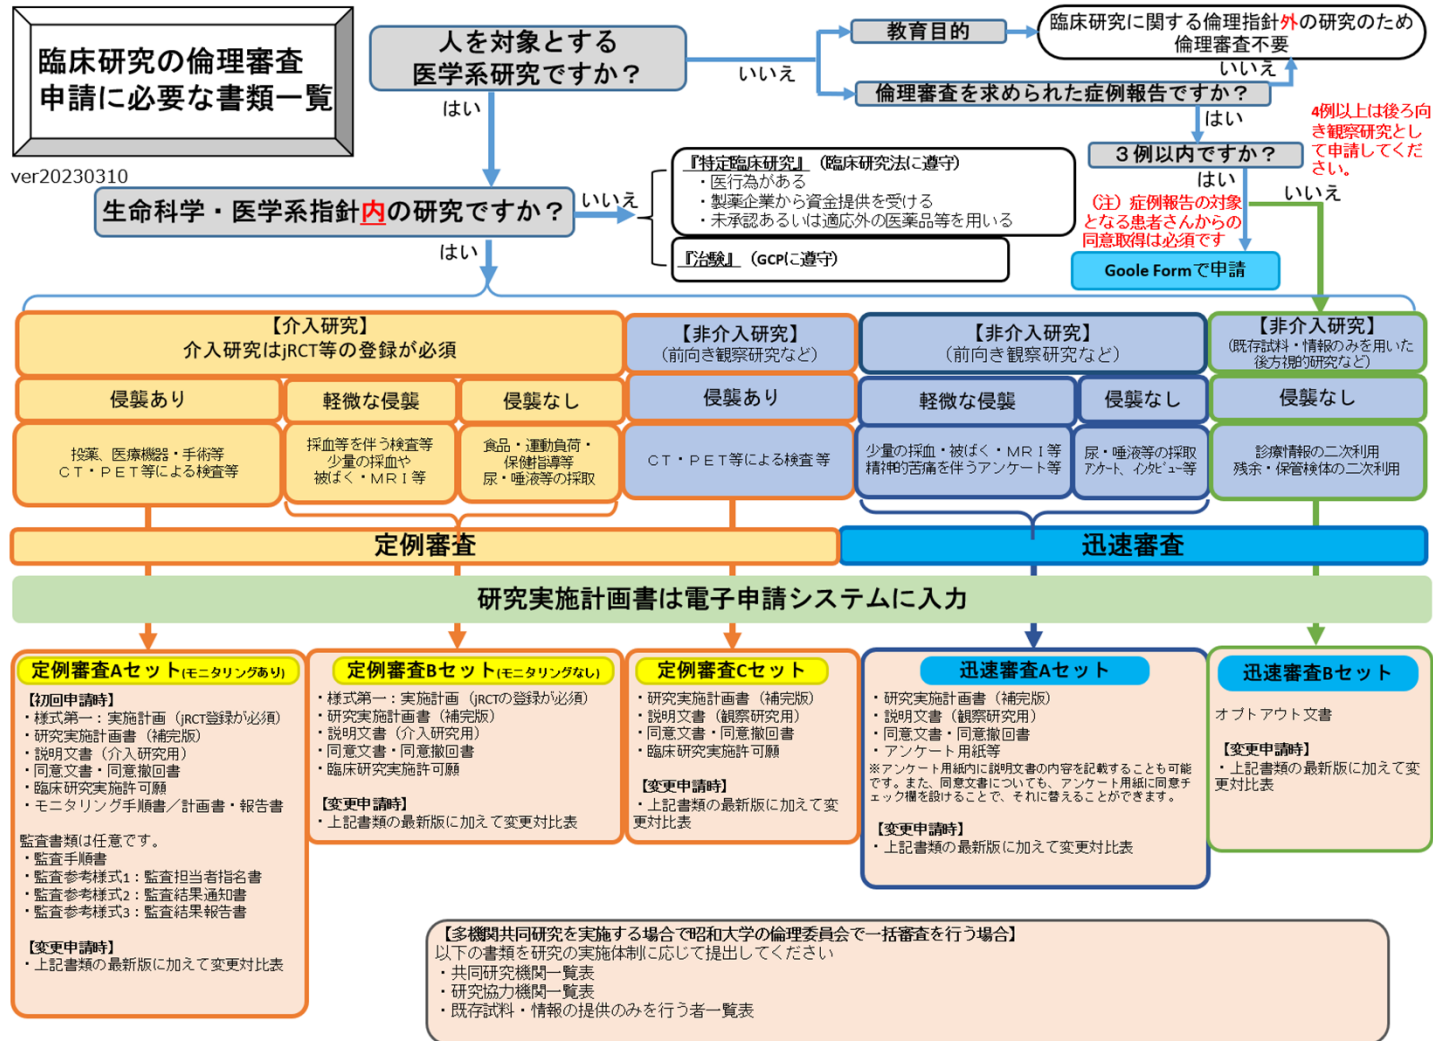 臨床研究の倫理審査
申請に必要な書類一覧
ver20230310
人を対象とする
医学系研究ですか？
いいえ
はい
教育目的
臨床研究に関する倫理指針外の研究のため
倫理審査不要
いいえ
倫理審査を求められた症例報告ですか？
はい
4例以上は後ろ向
き観察研究とし
て申請してくだ
さい。
３例以内ですか？
はい
いいえ
（注）症例報告の対象
となる患者さんからの
同意取得は必須です
Goole Formで申請
生命科学・医学系指針内の研究ですか？
いいえ
はい
『特定臨床研究』（臨床研究法に遵守）
・医行為がある
・製薬企業から資金提供を受ける
・未承認あるいは適応外の医薬品等を用いる
『治験』（GCPに遵守）
【介入研究】
介入研究はjRCT等の登録が必須
【非介入研究】
（前向き観察研究など）
【非介入研究】
（前向き観察研究など）
【非介入研究】
（既存試料・情報のみを用いた
後方視的研究など）
侵襲あり
軽微な侵襲
侵襲なし
侵襲あり
軽微な侵襲
侵襲なし
侵襲なし
投薬、医療機器・手術等
ＣＴ・ＰＥＴ等による検査等
採血等を伴う検査等
少量の採血や
被ばく・ＭＲＩ等
食品・運動負荷・
保健指導等
尿・唾液等の採取
ＣＴ・ＰＥＴ等による検査等
少量の採血・被ばく・ＭＲＩ等
精神的苦痛を伴うアンケート等
尿・唾液等の採取
ｱﾝｹｰﾄ、ｲﾝﾀﾋﾞｭｰ等
診療情報の二次利用
残余・保管検体の二次利用
定例審査
迅速審査
研究実施計画書は電子申請システムに入力
定例審査Aセット(モニタリングあり)
【初回申請時】
・様式第一：実施計画（jRCT登録が必須）
・研究実施計画書（補完版）
・説明文書（介入研究用）
・同意文書・同意撤回書
・臨床研究実施許可願
・モニタリング手順書／計画書・報告書
監査書類は任意です。
・監査手順書
・監査参考様式1：監査担当者指名書
・監査参考様式2：監査結果通知書
・監査参考様式3：監査結果報告書
【変更申請時】
・上記書類の最新版に加えて変更対比表
定例審査Bセット(モニタリングなし)
・様式第一：実施計画（jRCTの登録が必須）
・研究実施計画書（補完版）
・説明文書（介入研究用）
・同意文書・同意撤回書
・臨床研究実施許可願
【変更申請時】
・上記書類の最新版に加えて変更対比表
定例審査Cセット
・研究実施計画書（補完版）
・説明文書（観察研究用）
・同意文書・同意撤回書
・臨床研究実施許可願
【変更申請時】
・上記書類の最新版に加えて変
更対比表
迅速審査Aセット
・研究実施計画書（補完版）
・説明文書（観察研究用）
・同意文書・同意撤回書
・アンケート用紙等
※アンケート用紙内に説明文書の内容を記載することも可能
です。また、同意文書についても、アンケート用紙に同意チ
ェック欄を設けることで、それに替えることができます。
【変更申請時】
・上記書類の最新版に加えて変更対比表
迅速審査Bセット
オプトアウト文書
【変更申請時】
・上記書類の最新版に加えて変
更対比表
【多機関共同研究を実施する場合で昭和大学の倫理委員会で一括審査を行う場合】
以下の書類を研究の実施体制に応じて提出してください
・共同研究機関一覧表
・研究協力機関一覧表
・既存試料・情報の提供のみを行う者一覧表